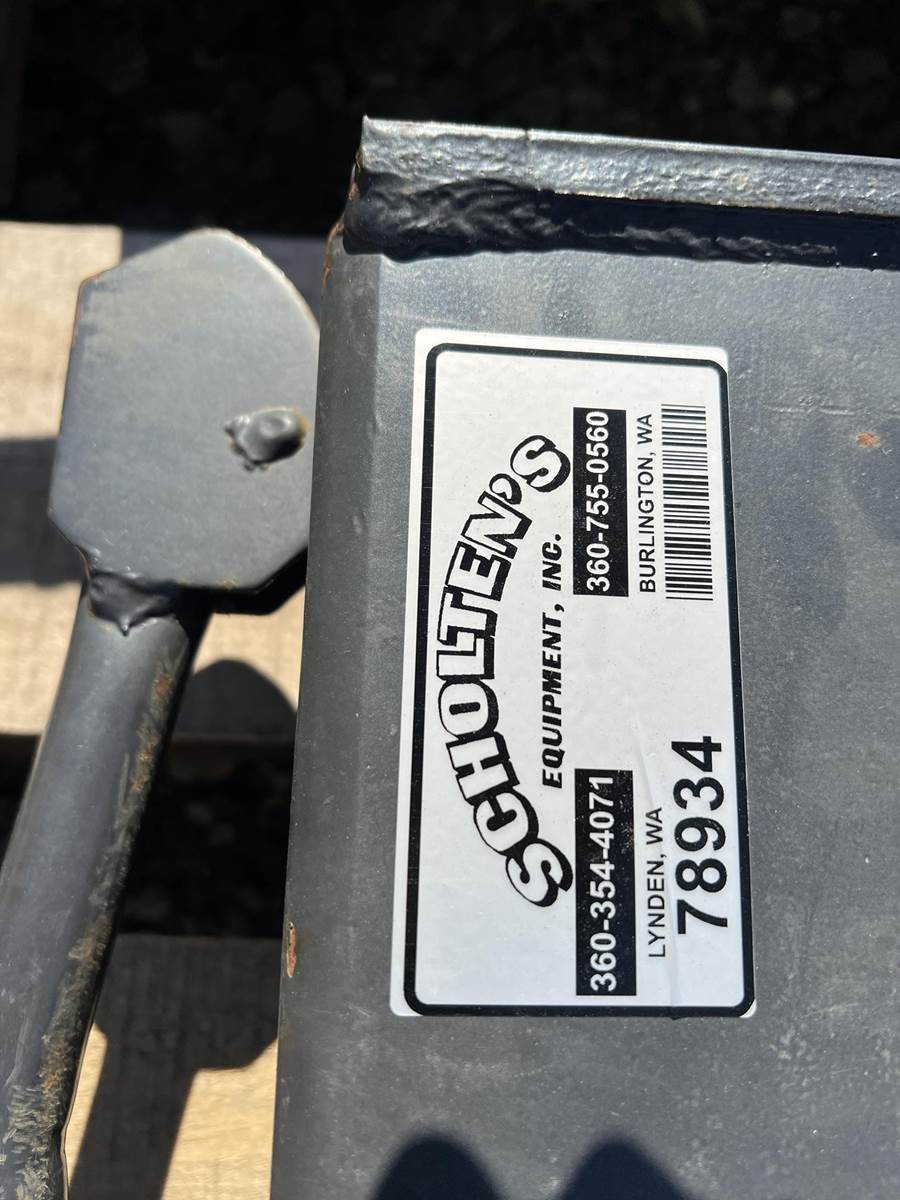 SCHOLTEN'S
EQUIPMENT, INC.
360-354-4071
LYNDEN, WA
360-755-0560
BURLINGTON, WA
78934